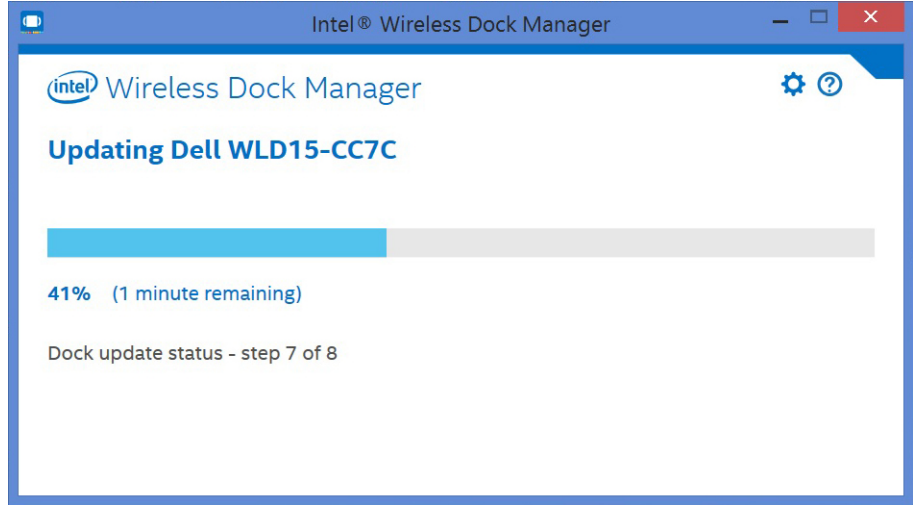 Intel® Wireless Dock Manager
intel Wireless Dock Manager
Updating Dell WLD15-CC7C
41% (1 minute remaining)
Dock update status - step 7 of 8